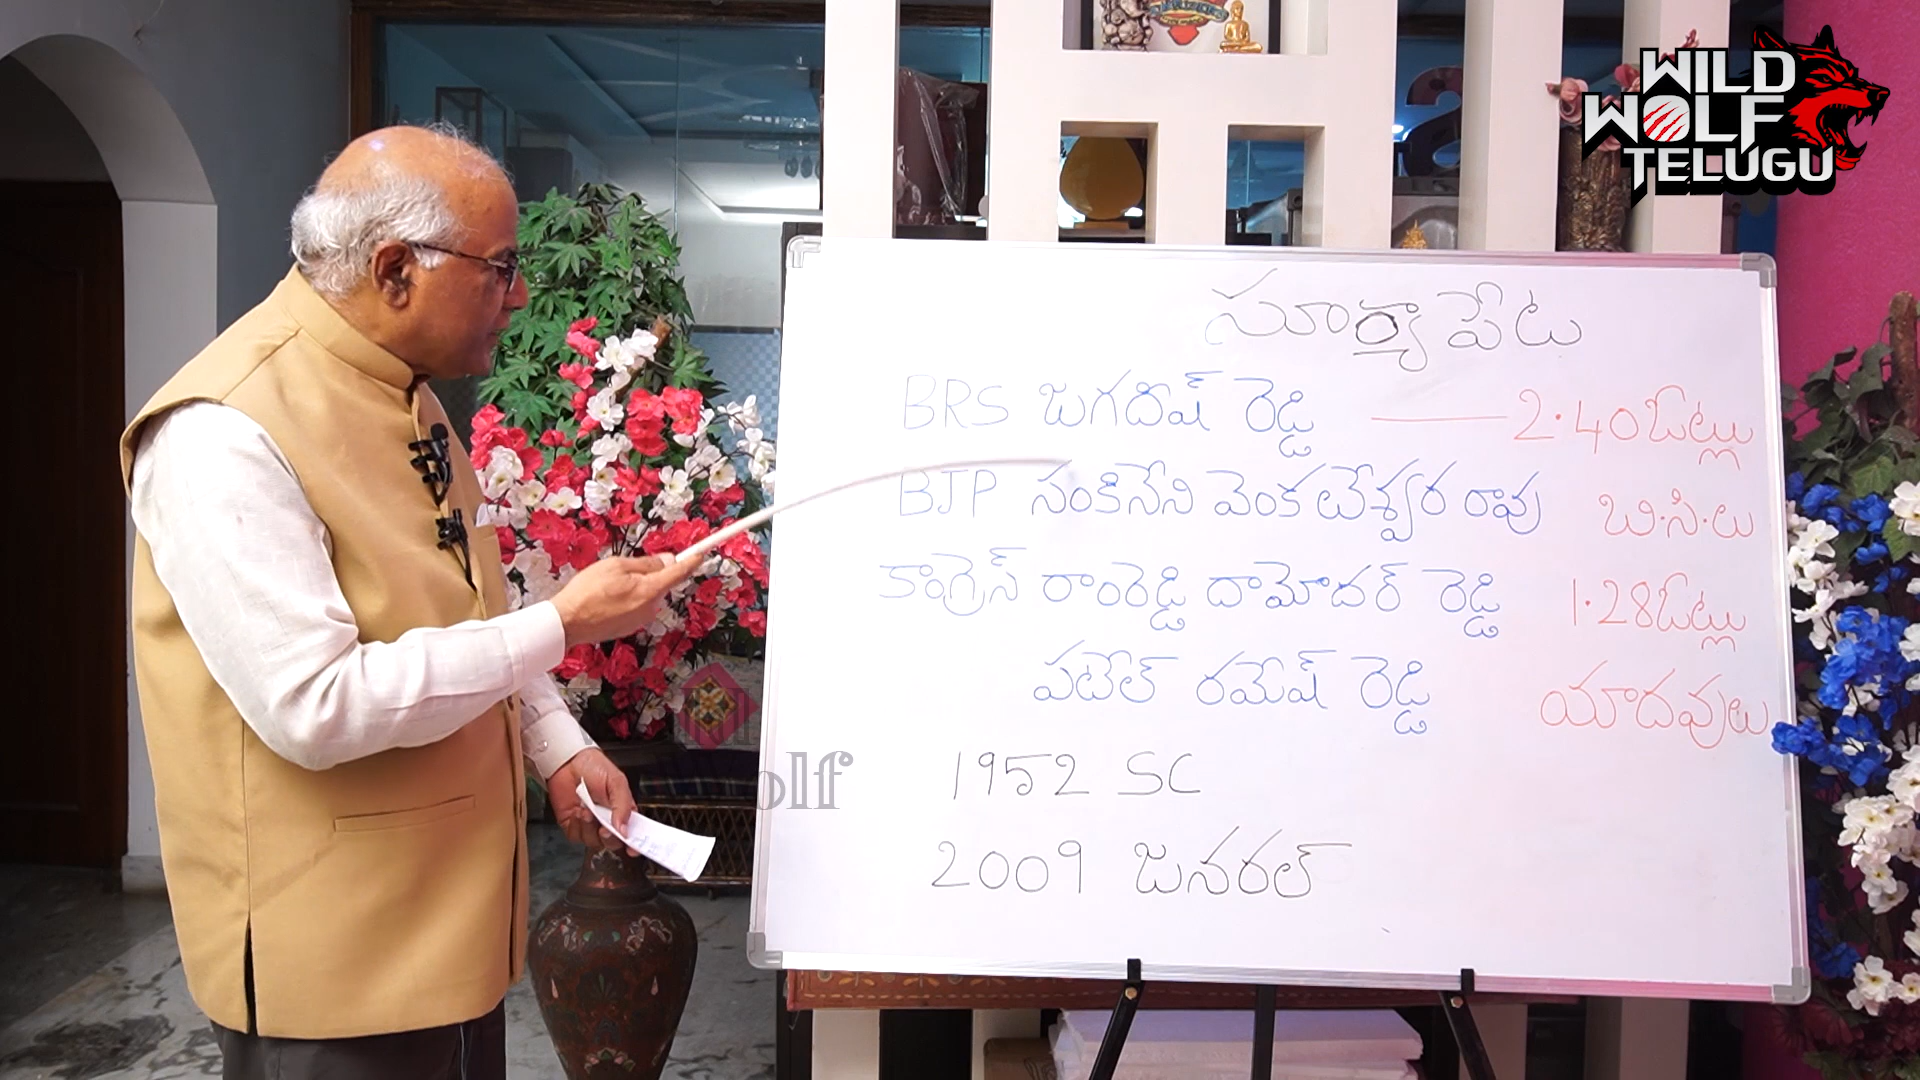 WILD
WOLF
TELUGU
సూర్యాపేట
BRS జగదీష్ రెడ్డి — 2.40ఓట్లు
BJP సంకినేని వెంకటేశ్వర రావు బి.సి.లు
కాంగ్రెస్ రాంరెడ్డి దామోదర్ రెడ్డి 1.28ఓట్లు
పటేల్ రమేష్ రెడ్డి యాదవులు
olf
1952 SC
2009 జనరల్